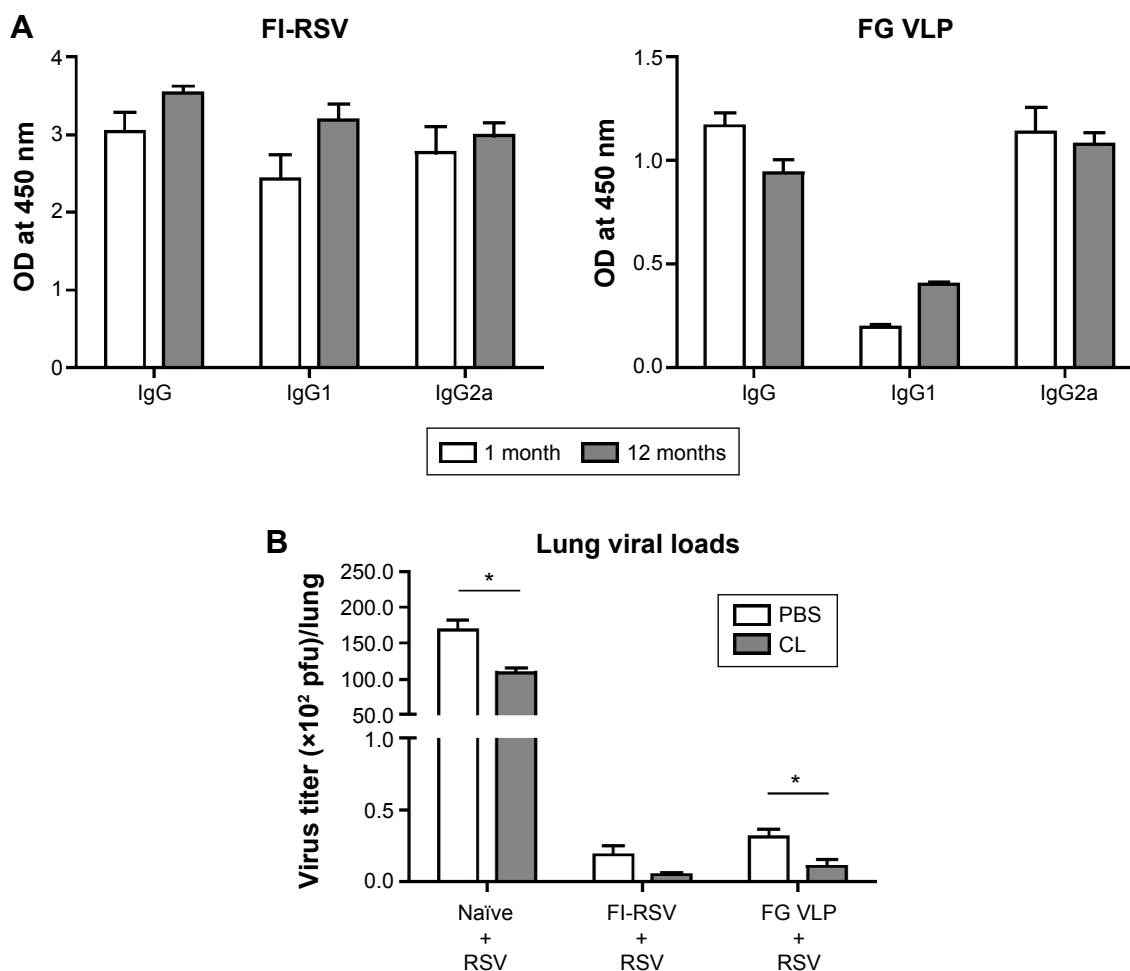 A
FI-RSV
FG VLP
OD at 450 nm
4
3
2
1
0
IgG
IgG1
IgG2a
OD at 450 nm
1.5
1.0
0.5
0.0
IgG
IgG1
IgG2a
1 month
12 months
B
Lung viral loads
Virus titer (×10² pfu)/lung
250.0
200.0
150.0
100.0
50.0
1.0
0.5
0.0
*
*
PBS
CL
Naïve
+
RSV
FI-RSV
+
RSV
FG VLP
+
RSV